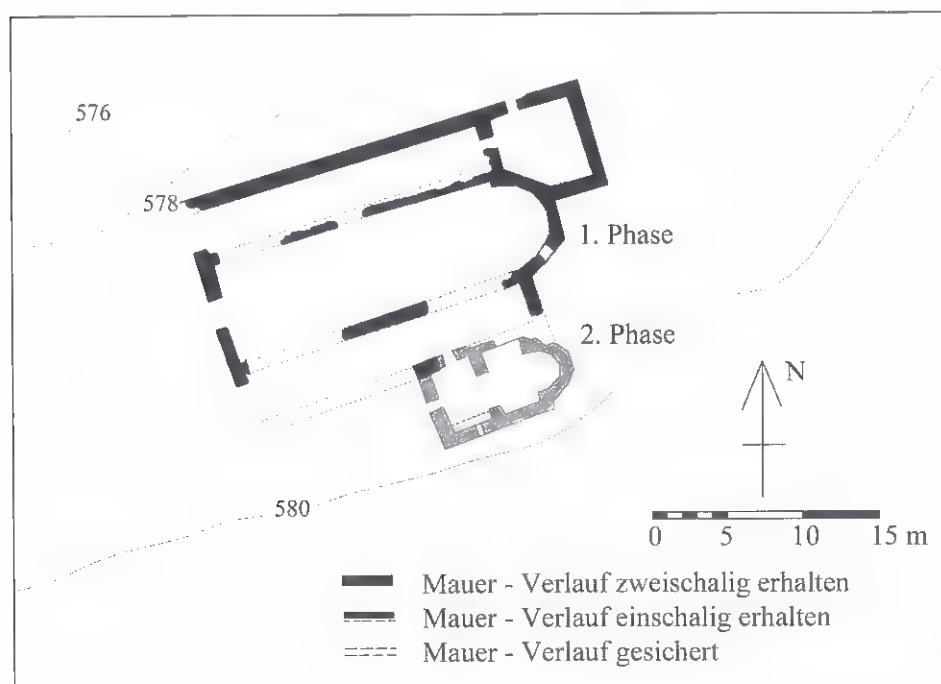 576
578
1. Phase
2. Phase
N
580
0 5 10 15 m
Mauer - Verlauf zweischalig erhalten
Mauer - Verlauf einschalig erhalten
Mauer - Verlauf gesichert